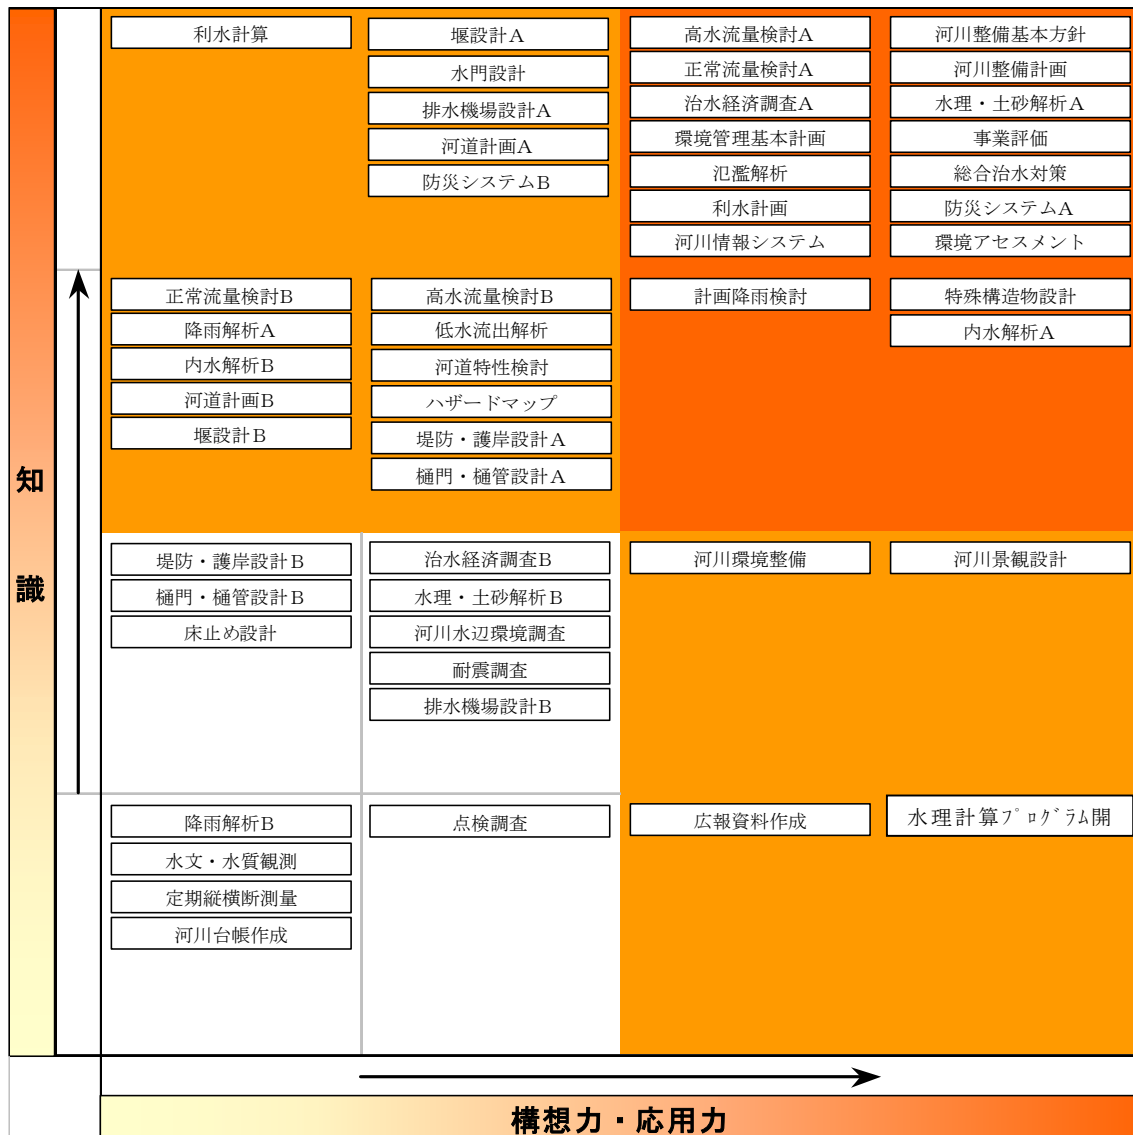 利水計算
堰設計A
水門設計
排水機場設計A
河道計画A
防災システムB
高水流量検討A
正常流量検討A
治水経済調査A
環境管理基本計画
氾濫解析
利水計画
河川情報システム
河川整備基本方針
河川整備計画
水理・土砂解析A
事業評価
総合治水対策
防災システムA
環境アセスメント
正常流量検討B
降雨解析A
内水解析B
河道計画B
堰設計B
高水流量検討B
低水流出解析
河道特性検討
ハザードマップ
堤防・護岸設計A
樋門・樋管設計A
計画降雨検討
特殊構造物設計
内水解析A
知
識
堤防・護岸設計B
樋門・樋管設計B
床止め設計
治水経済調査B
水理・土砂解析B
河川水辺環境調査
耐震調査
排水機場設計B
河川環境整備
河川景観設計
降雨解析B
水文・水質観測
定期縦横断測量
河川台帳作成
点検調査
広報資料作成
水理計算ﾌﾟﾛｸﾞﾗﾑ開
構想力・応用力